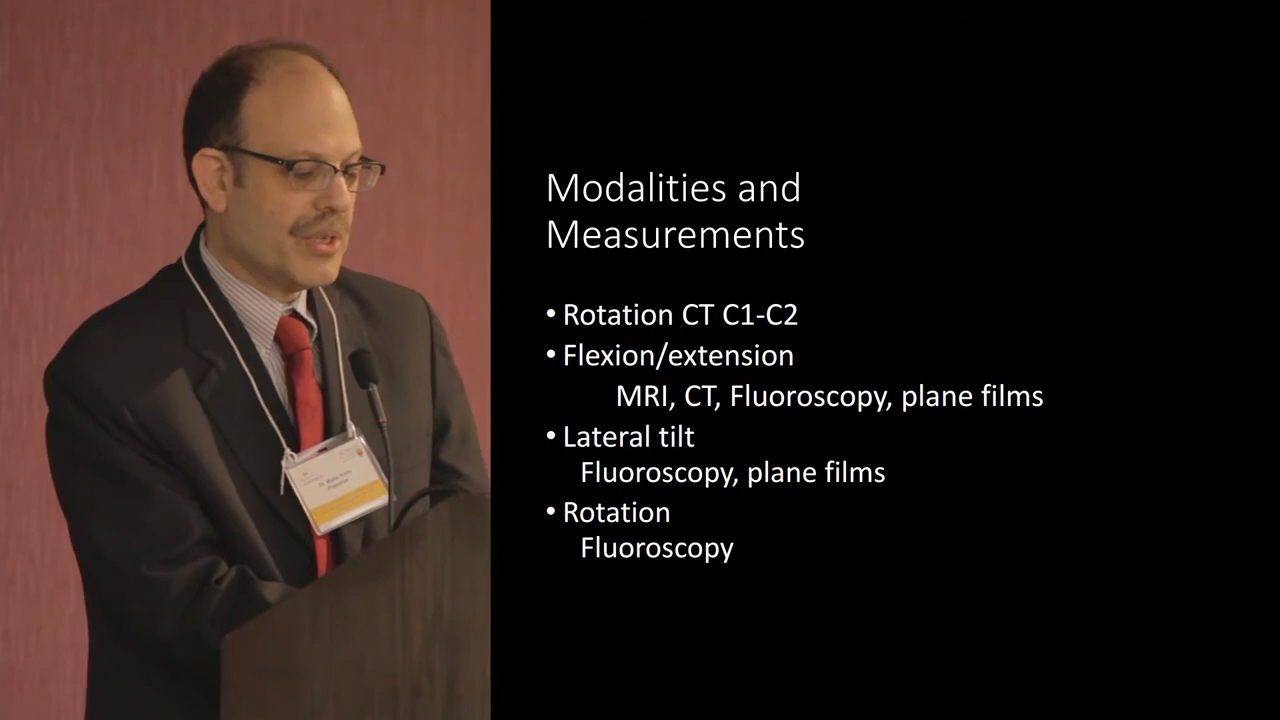 Modalities and
Measurements
• Rotation CT C1-C2
• Flexion/extension
MRI, CT, Fluoroscopy, plane films
• Lateral tilt
Fluoroscopy, plane films
• Rotation
Fluoroscopy
Dr.